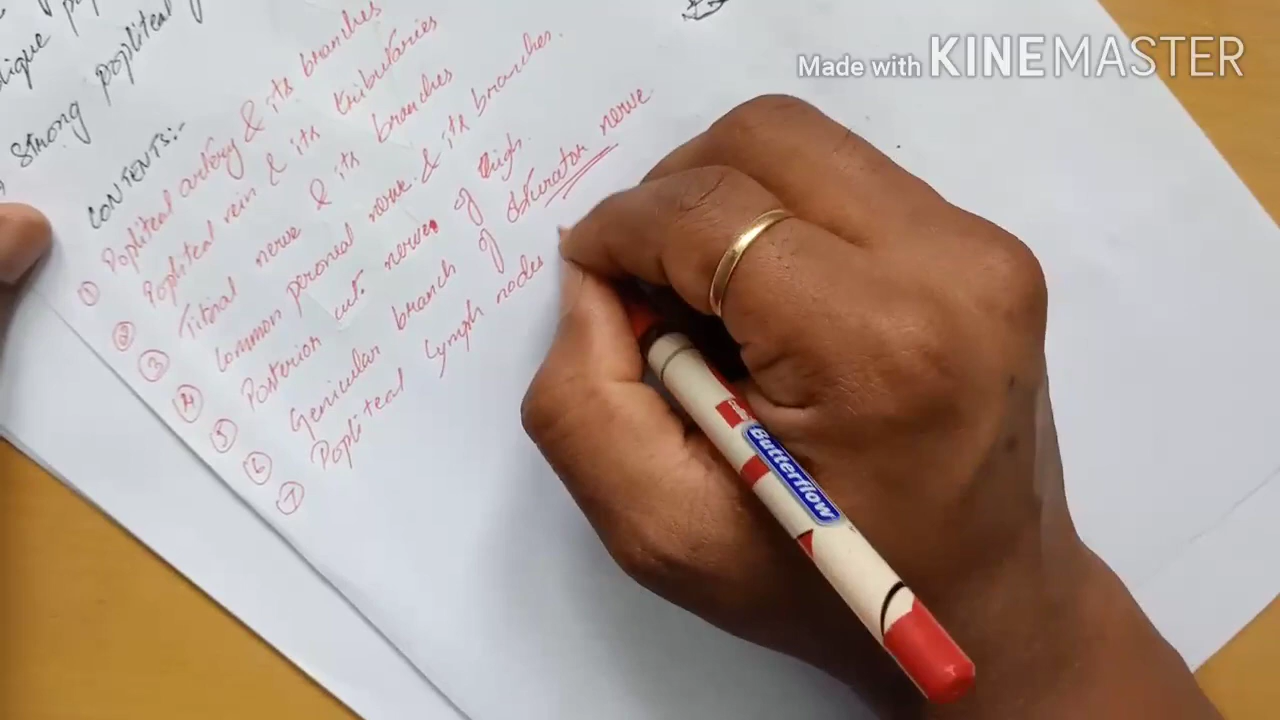 Made with KINEMASTER
lique
strong popliteal
CONTENTS:-
① Popliteal artery & its branches
② Popliteal vein & its tributaries
③ Tibial nerve & its branches
④ Common peroneal nerve & its branches.
⑤ Posterior cut. nerve of thigh.
⑥ Genicular branch of obturator nerve.
⑦ Popliteal lymph nodes
Butterflow